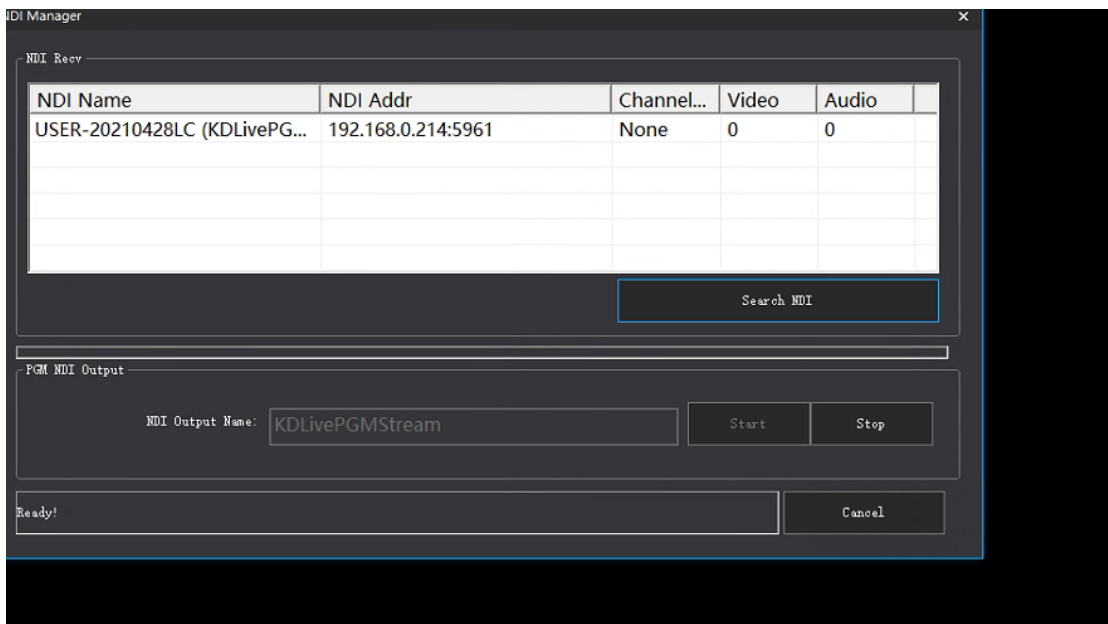 NDI Manager
NDI Recv
NDI Name NDI Addr Channel... Video Audio
USER-20210428LC (KDLivePG... 192.168.0.214:5961 None 0 0
Search NDI
PGM NDI Output
NDI Output Name: KDLivePGMStream Start Stop
Ready! Cancel